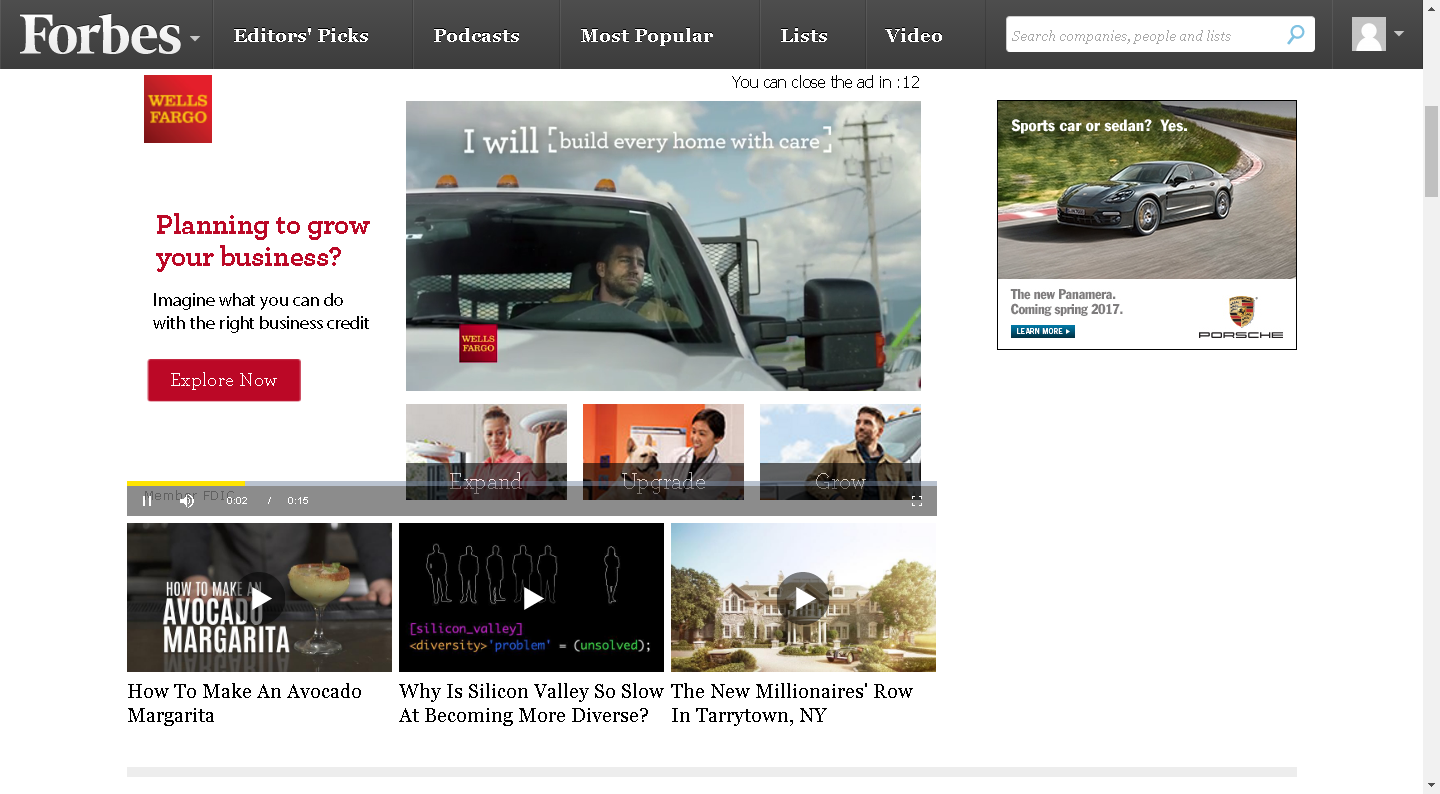 Forbes
Editors' Picks
Podcasts
Most Popular
Lists
Video
Search companies, people and lists
WELLS
FARGO
You can close the ad in :12
I will [build every home with care]
Planning to grow
your business?
Imagine what you can do
with the right business credit
Explore Now
WELLS
FARGO
Expand
Upgrade
Grow
Member FDIC
0:02 / 0:15
Sports car or sedan? Yes.
The new Panamera.
Coming spring 2017.
LEARN MORE
PORSCHE
HOW TO MAKE AN
AVOCADO
MARGARITA
[silicon_valley]
<diversity>'problem' = (unsolved);
How To Make An Avocado
Margarita
Why Is Silicon Valley So Slow
At Becoming More Diverse?
The New Millionaires' Row
In Tarrytown, NY